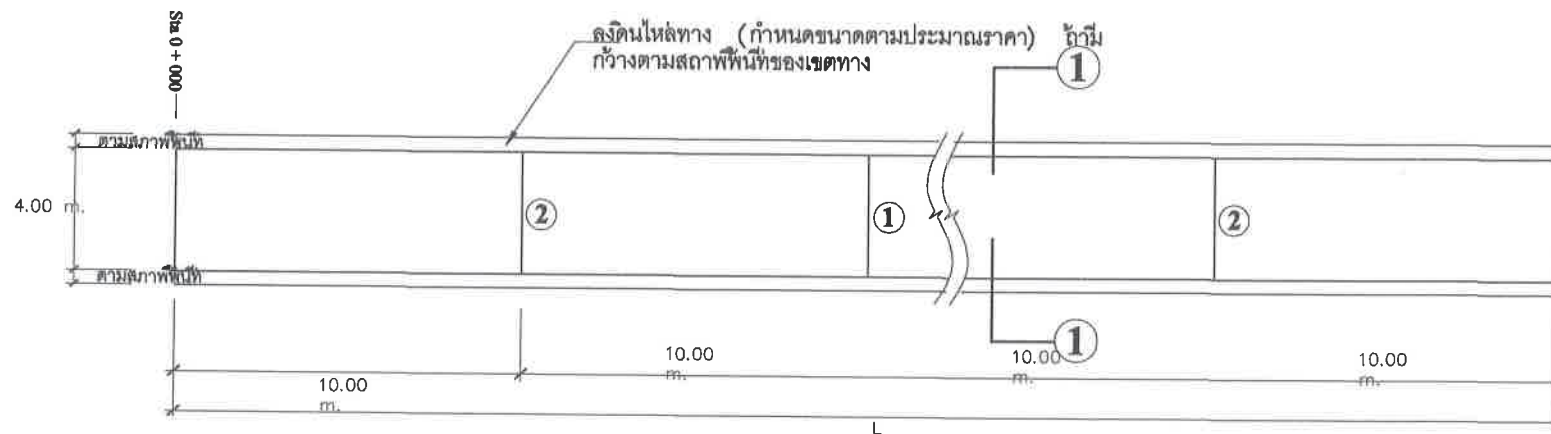 Sta 0+000
ลงดินไหล่ทาง (กำหนดขนาดตามประมาณราคา) ถ้ามี
กว้างตามสภาพพื้นที่ของเขตทาง
1
ตามสภาพพื้นที่
4.00 m.
2
1
2
ตามสภาพพื้นที่
1
10.00
m.
10.00
m.
10.00
m.
10.00
m.
L